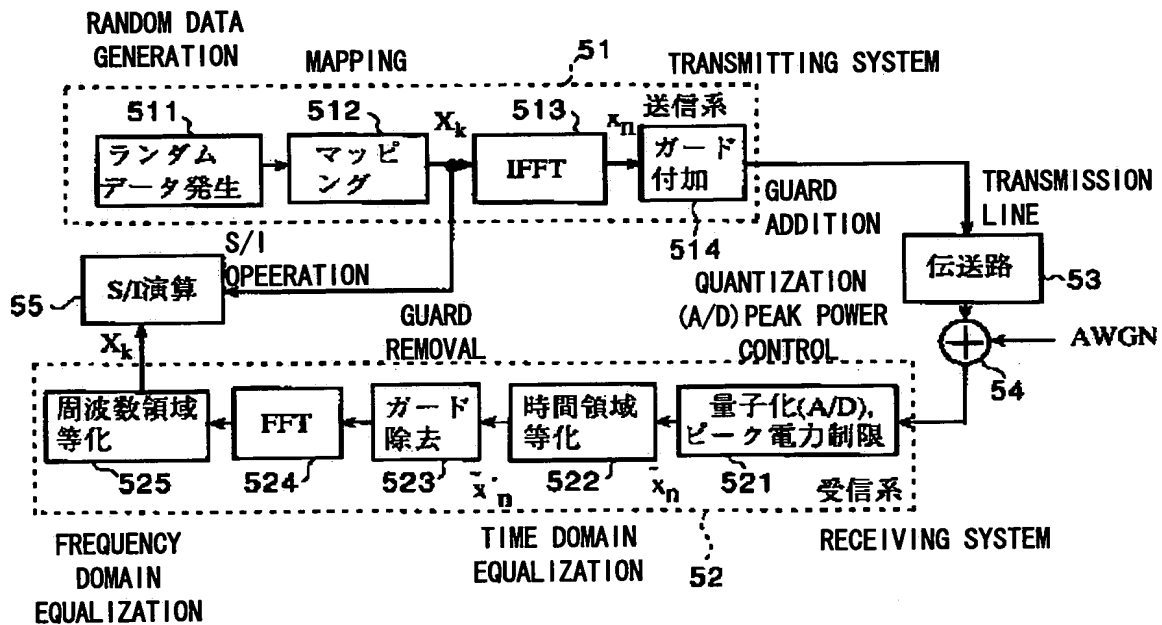 RANDOM DATA
GENERATION
MAPPING
51
TRANSMITTING SYSTEM
511
512
X_k
513
x_n
送信系
ランダム
データ発生
マッピ
ング
IFFT
ガード
付加
514
GUARD
ADDITION
TRANSMISSION
LINE
伝送路
53
S/I
OPEERATION
S/I演算
55
X_k
GUARD
REMOVAL
QUANTIZATION
(A/D)PEAK POWER
CONTROL
AWGN
54
周波数領域
等化
525
FFT
524
ガード
除去
523
x̄'_n
時間領域
等化
522
x̄_n
量子化(A/D),
ピーク電力制限
521
受信系
FREQUENCY
DOMAIN
EQUALIZATION
TIME DOMAIN
EQUALIZATION
52
RECEIVING SYSTEM